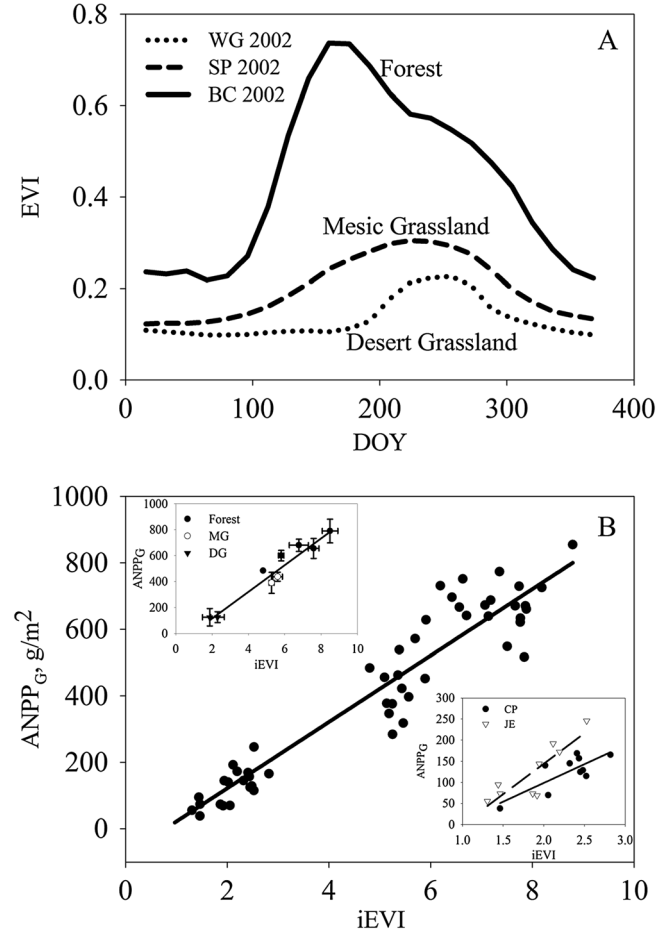 A
WG 2002
SP 2002
BC 2002
Forest
Mesic Grassland
Desert Grassland
EVI
0.8
0.6
0.4
0.2
0.0
0 100 200 300 400
DOY
B
ANPPG, g/m2
1000
800
600
400
200
0
0 2 4 6 8 10
iEVI
ANPPG
1000
800
600
400
200
0
Forest
MG
DG
0 2 4 6 8 10
iEVI
ANPPG
300
250
200
150
100
50
0
CP
JE
1.0 1.5 2.0 2.5 3.0
iEVI